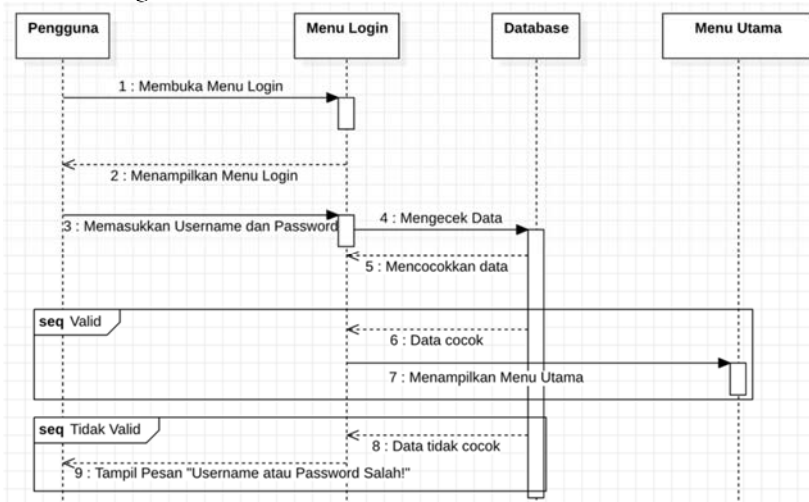 Pengguna
Menu Login
Database
Menu Utama
1 : Membuka Menu Login
2 : Menampilkan Menu Login
3 : Memasukkan Username dan Password
4 : Mengecek Data
5 : Mencocokkan data
seq Valid
6 : Data cocok
7 : Menampilkan Menu Utama
seq Tidak Valid
8 : Data tidak cocok
9 : Tampil Pesan "Username atau Password Salah!"